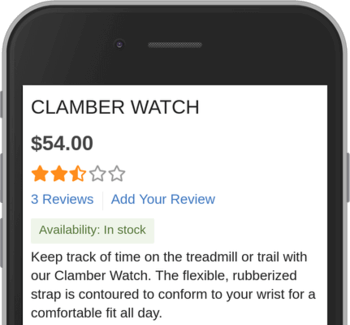 CLAMBER WATCH
$54.00
3 Reviews Add Your Review
Availability: In stock
Keep track of time on the treadmill or trail with
our Clamber Watch. The flexible, rubberized
strap is contoured to conform to your wrist for a
comfortable fit all day.